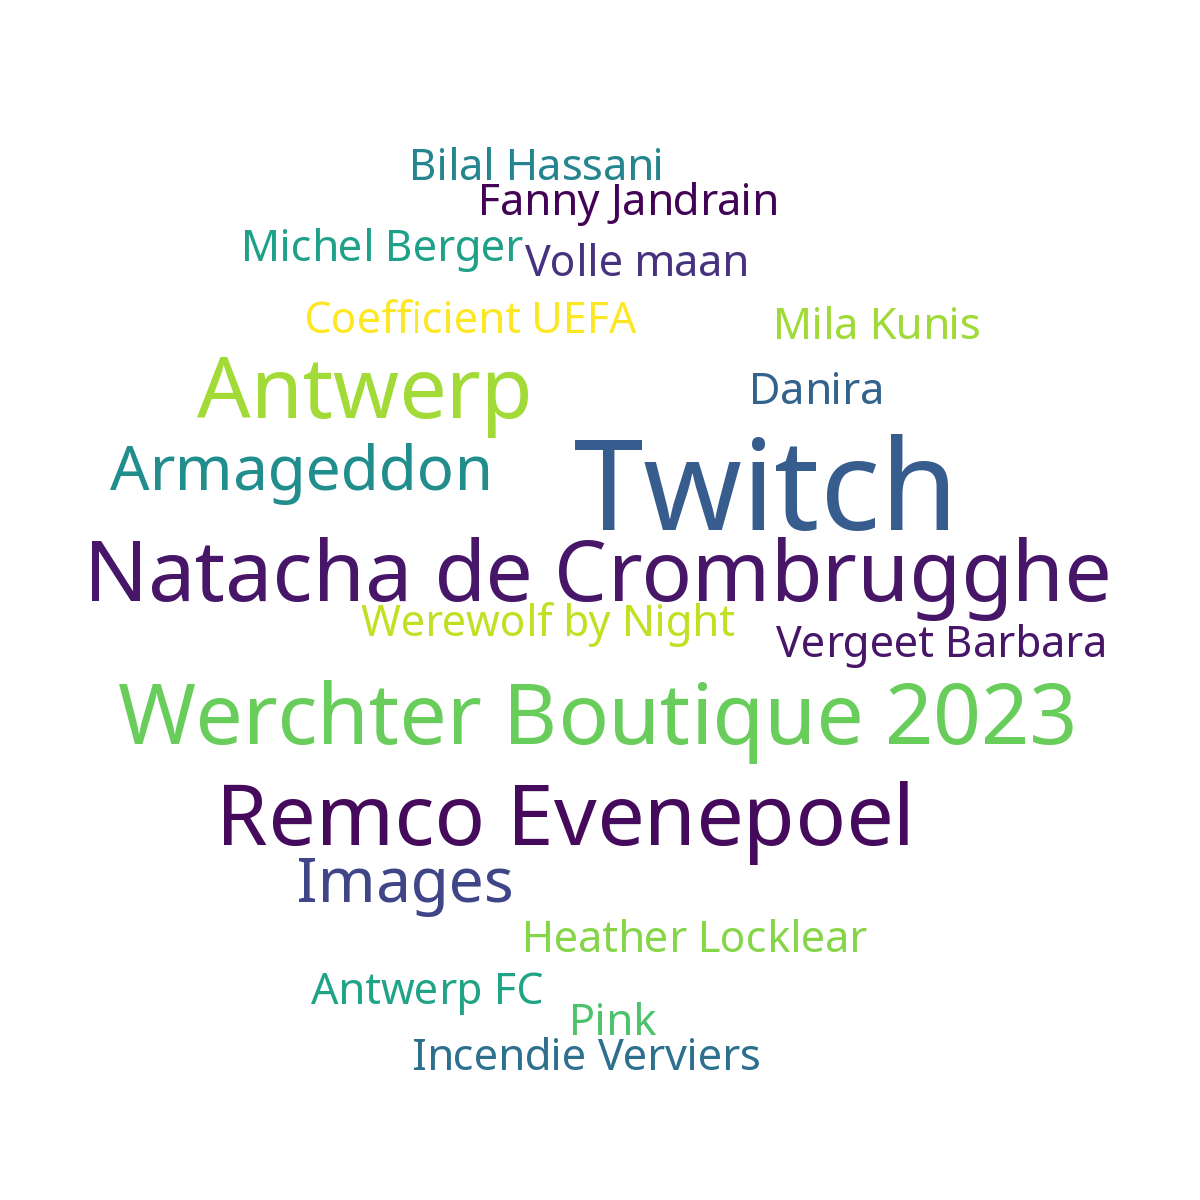 Bilal Hassani
Fanny Jandrain
Michel Berger
Volle maan
Coefficient UEFA
Mila Kunis
Antwerp
Danira
Armageddon
Twitch
Natacha de Crombrugghe
Werewolf by Night
Vergeet Barbara
Werchter Boutique 2023
Remco Evenepoel
Images
Heather Locklear
Antwerp FC
Pink
Incendie Verviers